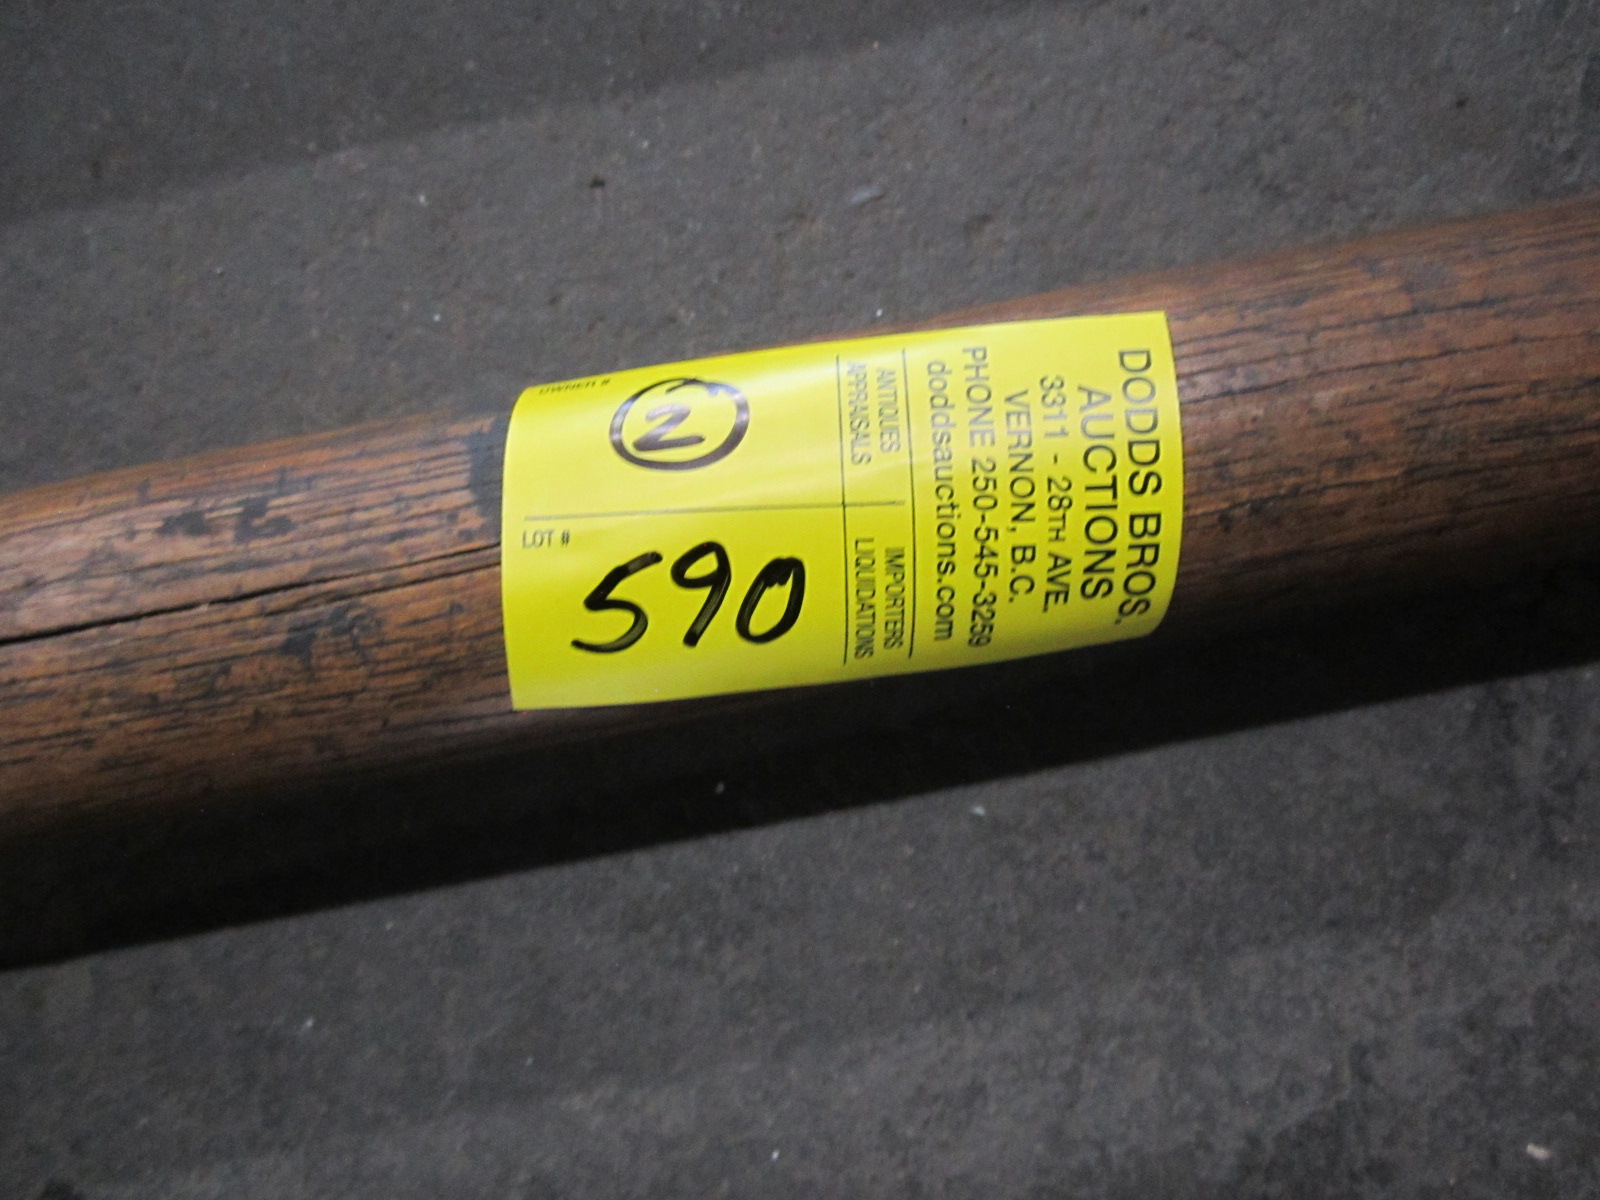 DODDS BROS.
AUCTIONS
3311 - 28TH AVE.
VERNON, B.C.
PHONE 250-545-3259
doddsauctions.com
ANTIQUES IMPORTERS
APPRAISALS LIQUIDATIONS
OWNER # LOT #
N 590